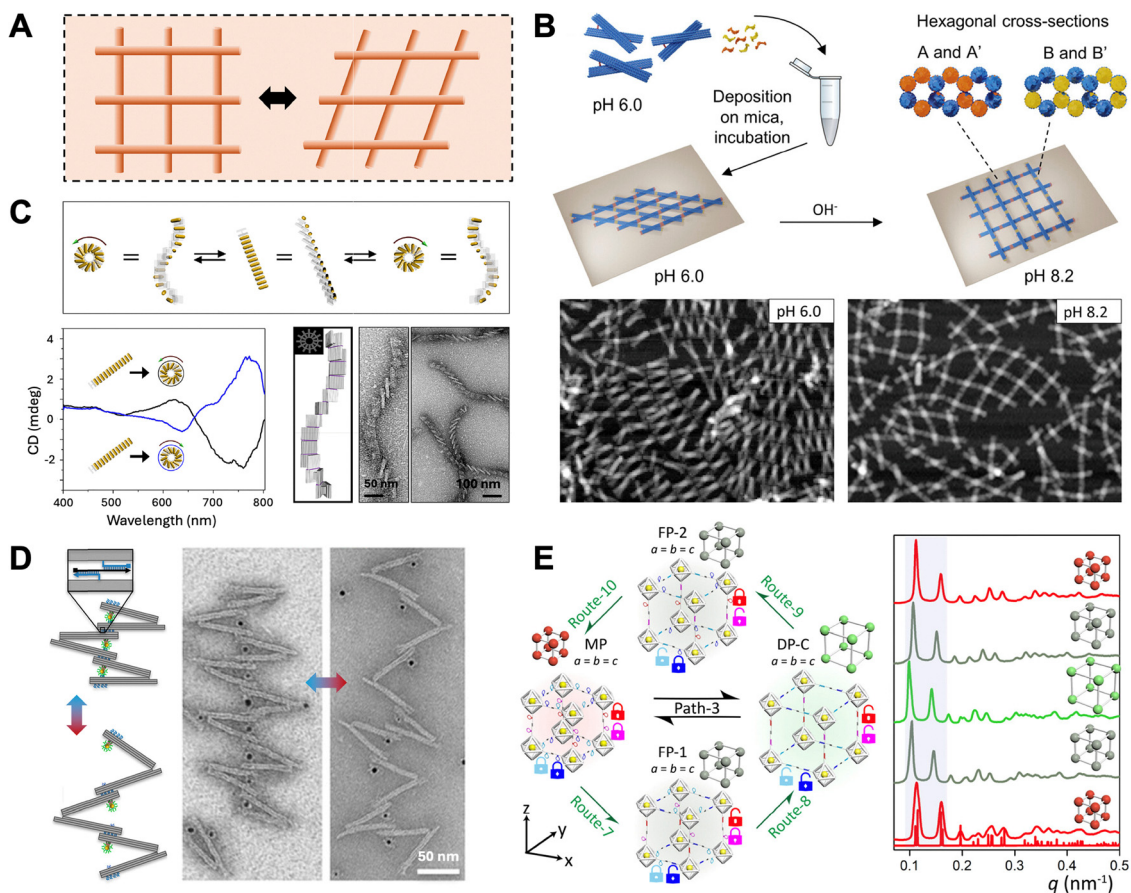 A
B
pH 6.0
Deposition
on mica,
incubation
Hexagonal cross-sections
A and A'
B and B'
OH-
pH 6.0
pH 8.2
pH 6.0
pH 8.2
C
=
=
=
CD (mdeg)
4
2
0
-2
400
500
600
700
800
Wavelength (nm)
50 nm
100 nm
D
50 nm
E
FP-2
a = b = c
Route-10
Route-9
MP
a = b = c
DP-C
a = b = c
Path-3
FP-1
a = b = c
Route-7
Route-8
z
y
x
0.1
0.2
0.3
0.4
0.5
q (nm-1)